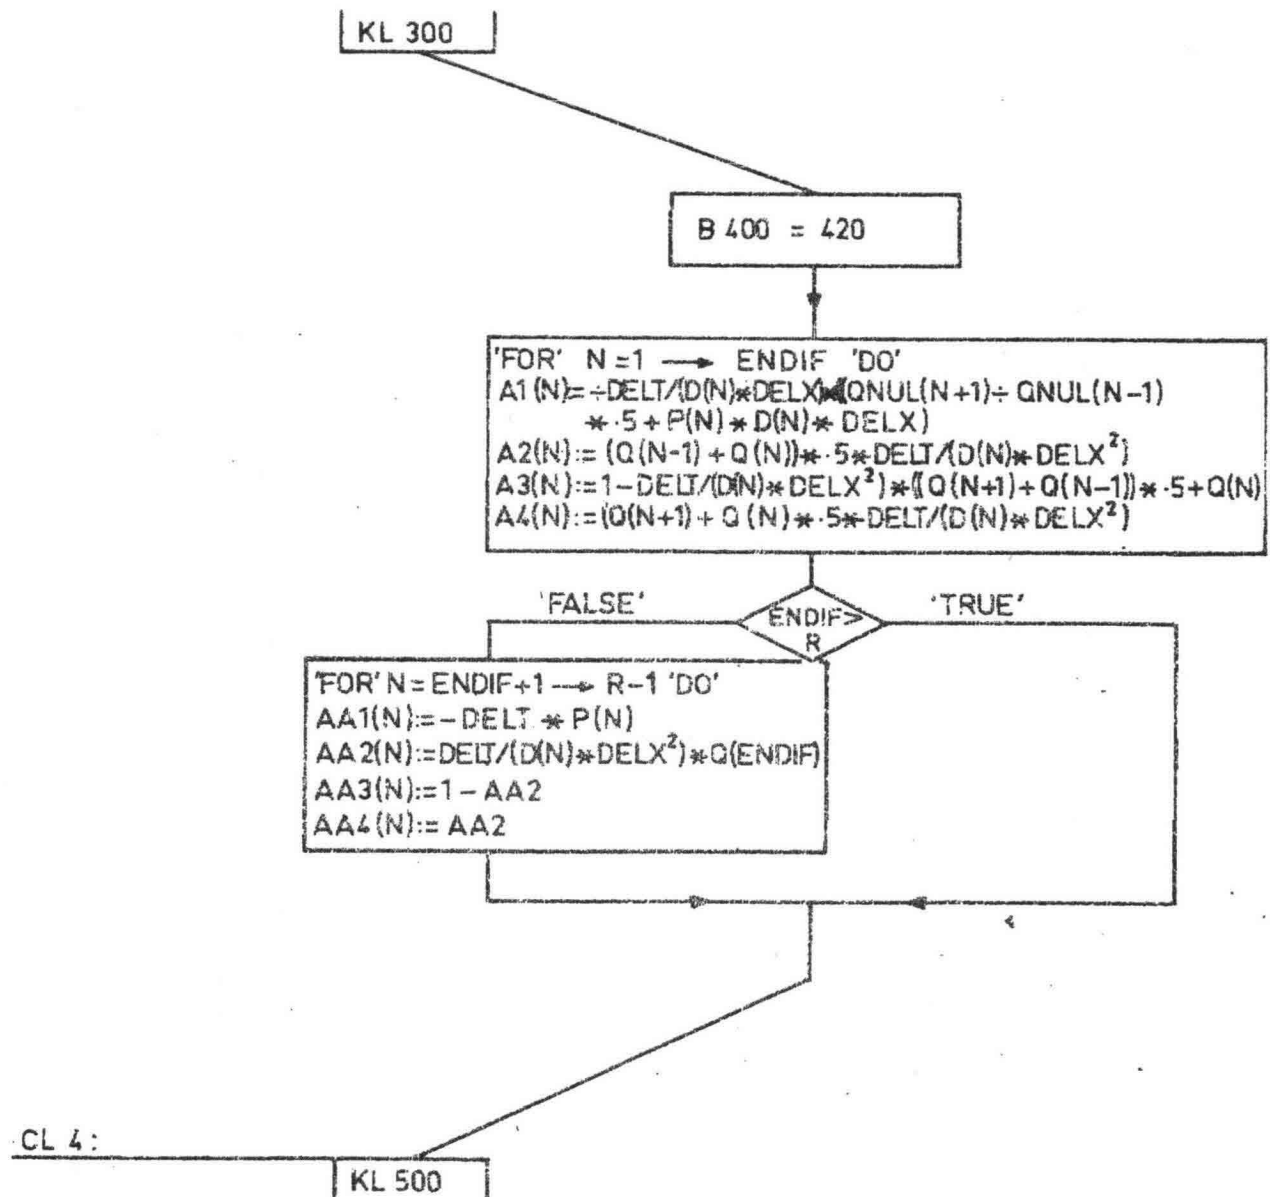 KL 300
B 400 = 420
'FOR' N=1 → ENDIF 'DO'
A1(N)=÷DELT/(D(N)*DELX)*(QNUL(N+1)÷QNUL(N-1)
*·5+P(N)*D(N)*DELX)
A2(N):=(Q(N-1)+Q(N))*·5*DELT/(D(N)*DELX²)
A3(N):=1-DELT/(D(N)*DELX²)*((Q(N+1)+Q(N-1))*·5+Q(N)
A4(N):=(Q(N+1)+Q(N)*·5*DELT/(D(N)*DELX²)
'FALSE'
ENDIF>
R
'TRUE'
'FOR' N=ENDIF+1 → R-1 'DO'
AA1(N):=-DELT*P(N)
AA2(N):=DELT/(D(N)*DELX²)*Q(ENDIF)
AA3(N):=1-AA2
AA4(N):=AA2
CL 4:
KL 500